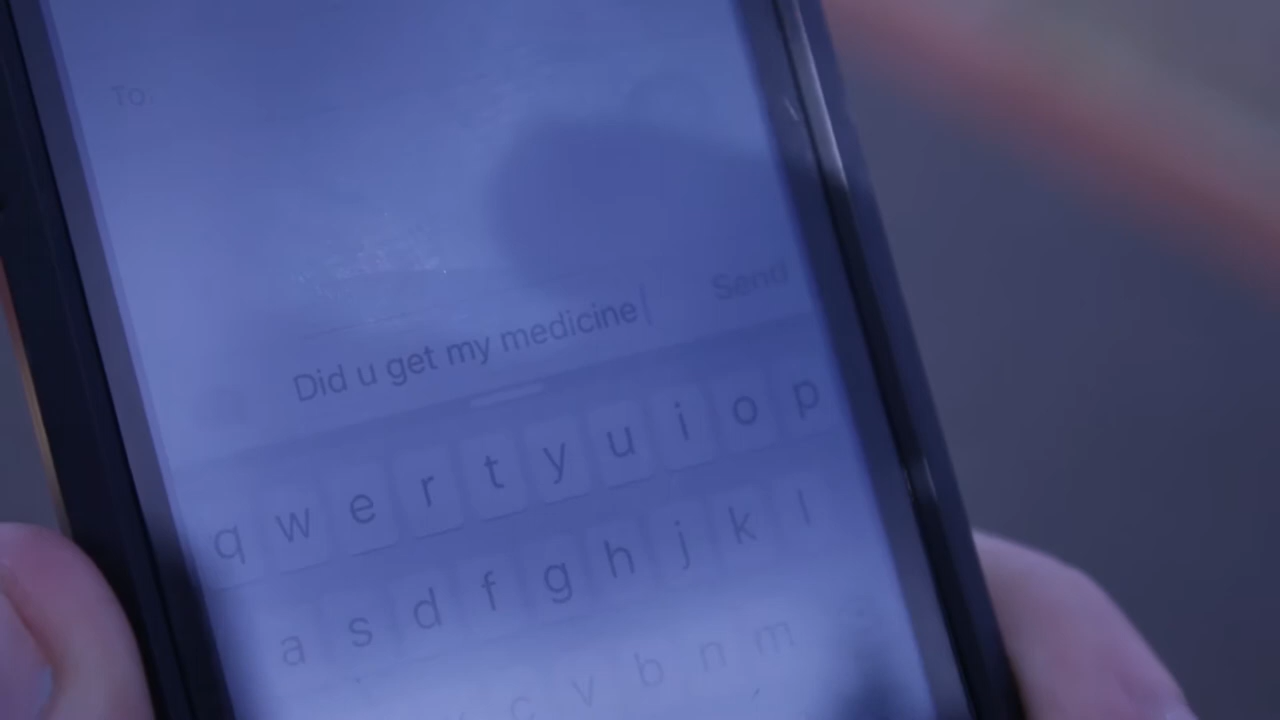 To:
Did u get my medicine
Send
q w e r t y u i o p
a s d f g h j k l
c v b n m